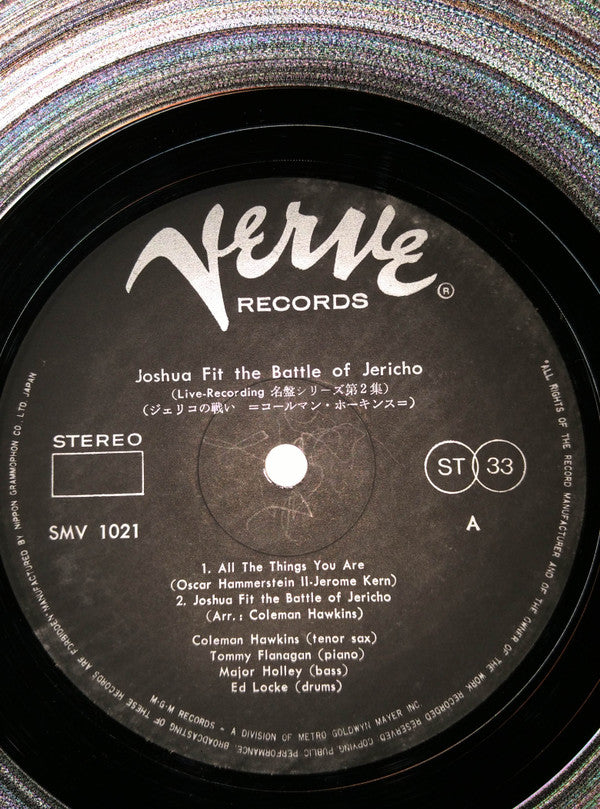 Verve
RECORDS ®
Joshua Fit the Battle of Jericho
(Live-Recording 名盤シリーズ第2集)
(ジェリコの戦い =コールマン・ホーキンス=)
STEREO
ST 33
SMV 1021
A
1. All The Things You Are
(Oscar Hammerstein II-Jerome Kern)
2. Joshua Fit the Battle of Jericho
(Arr.: Coleman Hawkins)
Coleman Hawkins (tenor sax)
Tommy Flanagan (piano)
Major Holley (bass)
Ed Locke (drums)
M·G·M RECORDS - A DIVISION OF METRO GOLDWYN MAYER INC.
"ALL RIGHTS OF THE RECORD MANUFACTURER AND OF THE OWNER OF THE WORK RECORDED RESERVED COPYING PUBLIC PERFORMANCE, BROADCASTING OF THESE RECORDS ARE FORBIDDEN" MANUFACTURED BY NIPPON GRAMMOPHON CO., LTD. JAPAN